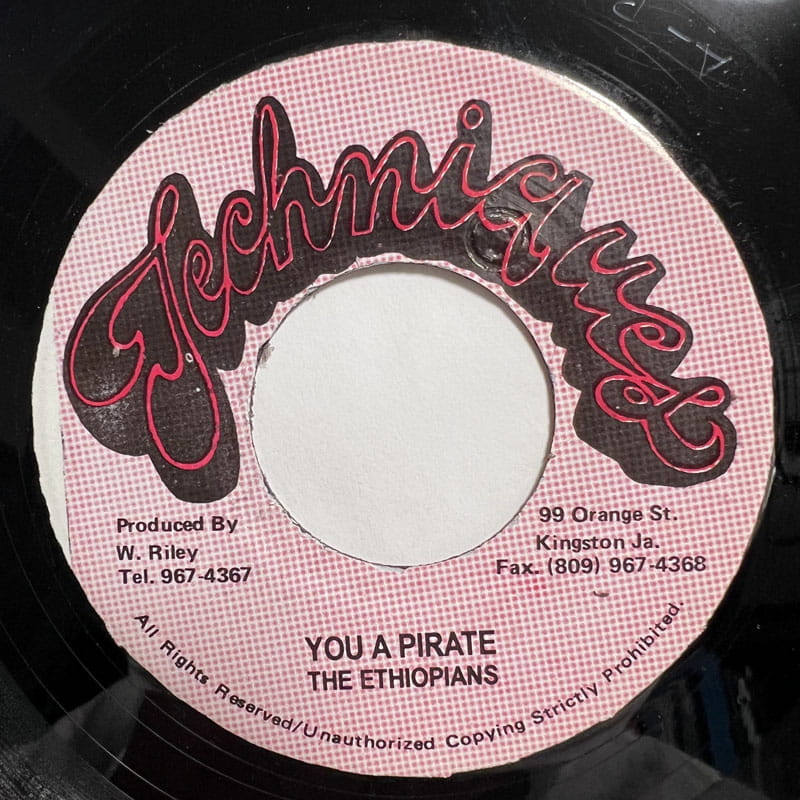 Techniques
Produced By
W. Riley
Tel. 967-4367
99 Orange St.
Kingston Ja.
Fax. (809) 967-4368
YOU A PIRATE
THE ETHIOPIANS
All Rights Reserved/Unauthorized Copying Strictly Prohibited.